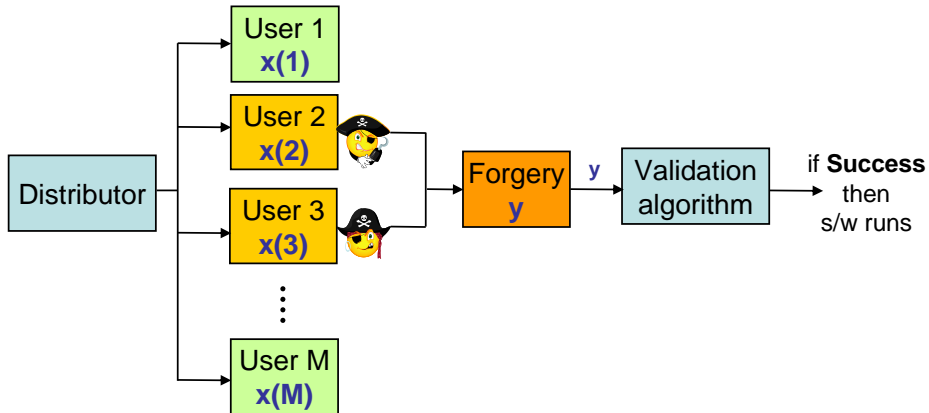 Distributor
User 1
x(1)
User 2
x(2)
User 3
x(3)
User M
x(M)
Forgery
y
y
Validation
algorithm
if Success
then
s/w runs